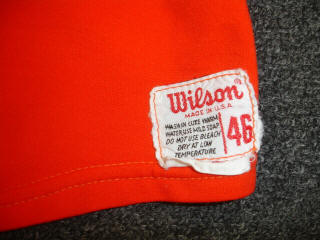 Wilson
MADE IN U.S.A.
WASH IN LUKE WARM
WATER USE MILD SOAP
DO NOT USE BLEACH
DRY AT LOW
TEMPERATURE
46